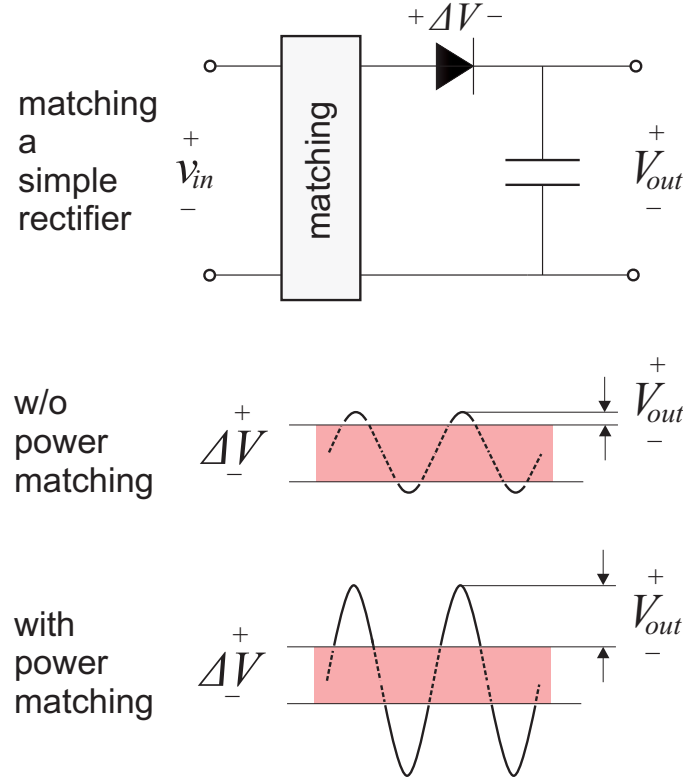 + ΔV −
matching
a
simple
rectifier
+
v_in
−
matching
+
V_out
−
w/o
power
matching
+
ΔV
−
+
V_out
−
with
power
matching
+
ΔV
−
+
V_out
−